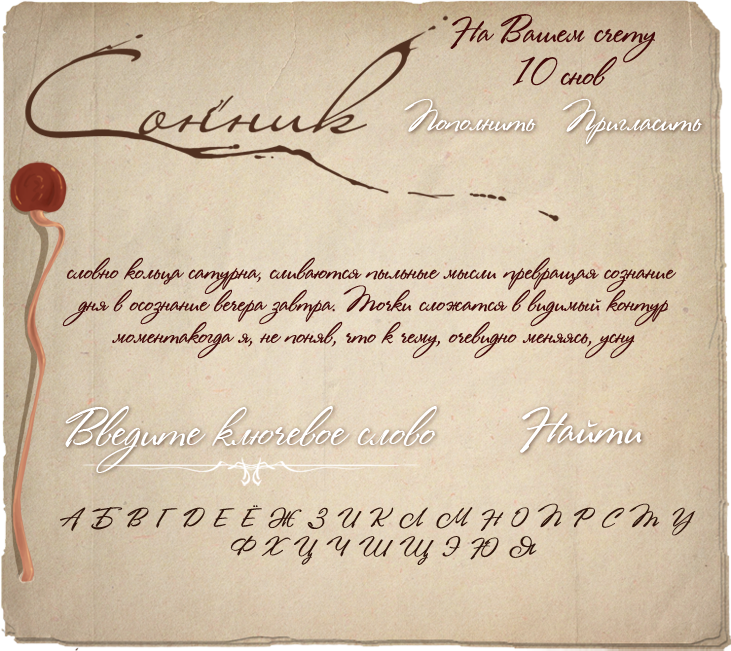 На Вашем счету
10 снов
Сонник
Пополнить Пригласить
словно кольца сатурна, сливаются пыльные мысли превращая сознание
дня в осознание вечера завтра. Точки сложатся в видимый контур
моментакогда я, не поняв, что к чему, очевидно меняясь, усну
Введите ключевое слово Найти
А Б В Г Д Е Ё Ж З И К Л М Н О П Р С Т У
Ф Х Ц Ч Ш Щ Э Ю Я